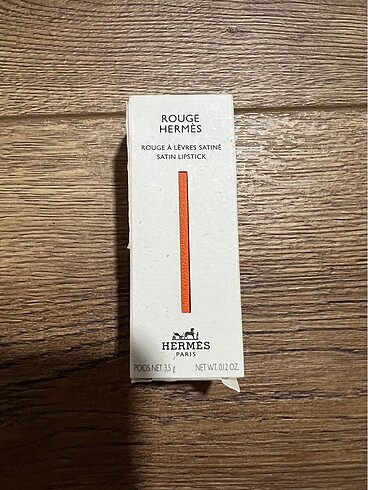 ROUGE
HERMÈS
ROUGE À LÈVRES SATINÉ
SATIN LIPSTICK
HERMÈS
PARIS
POIDS NET 3,5 g NET WT. 0.12 OZ.